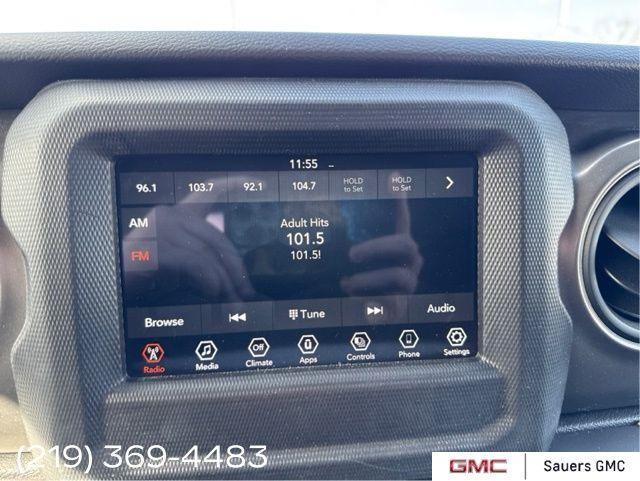 11:55 --
96.1 103.7 92.1 104.7 HOLD to Set HOLD to Set
AM
Adult Hits
101.5
FM
101.5!
Browse Tune Audio
Radio Media Off Climate Apps Controls Phone Settings
(219) 369-4483
GMC Sauers GMC